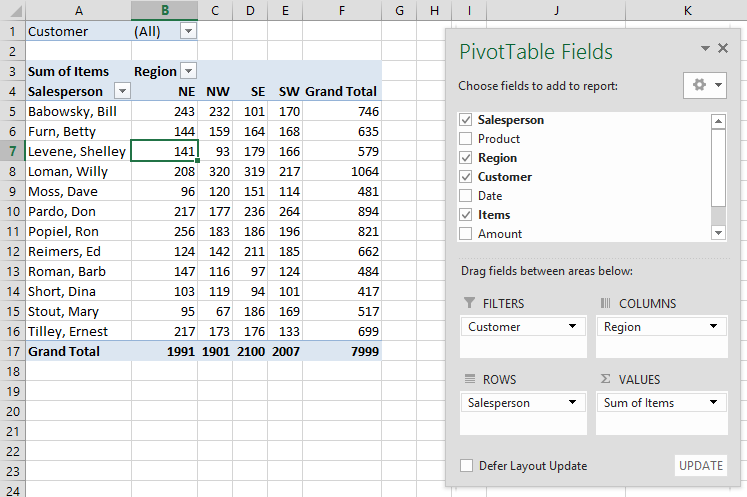 A B C D E F G H I J K
1 Customer (All)
2
3 Sum of Items Region
4 Salesperson NE NW SE SW Grand Total
5 Babowsky, Bill 243 232 101 170 746
6 Furn, Betty 144 159 164 168 635
7 Levene, Shelley 141 93 179 166 579
8 Loman, Willy 208 320 319 217 1064
9 Moss, Dave 96 120 151 114 481
10 Pardo, Don 217 177 236 264 894
11 Popiel, Ron 256 183 186 196 821
12 Reimers, Ed 124 142 211 185 662
13 Roman, Barb 147 116 97 124 484
14 Short, Dina 103 119 94 101 417
15 Stout, Mary 95 67 186 169 517
16 Tilley, Ernest 217 173 176 133 699
17 Grand Total 1991 1901 2100 2007 7999
18
19
20
21
22
23
24
PivotTable Fields
Choose fields to add to report:
Salesperson
Product
Region
Customer
Date
Items
Amount
Drag fields between areas below:
FILTERS
Customer
COLUMNS
Region
ROWS
Salesperson
Σ VALUES
Sum of Items
Defer Layout Update
UPDATE